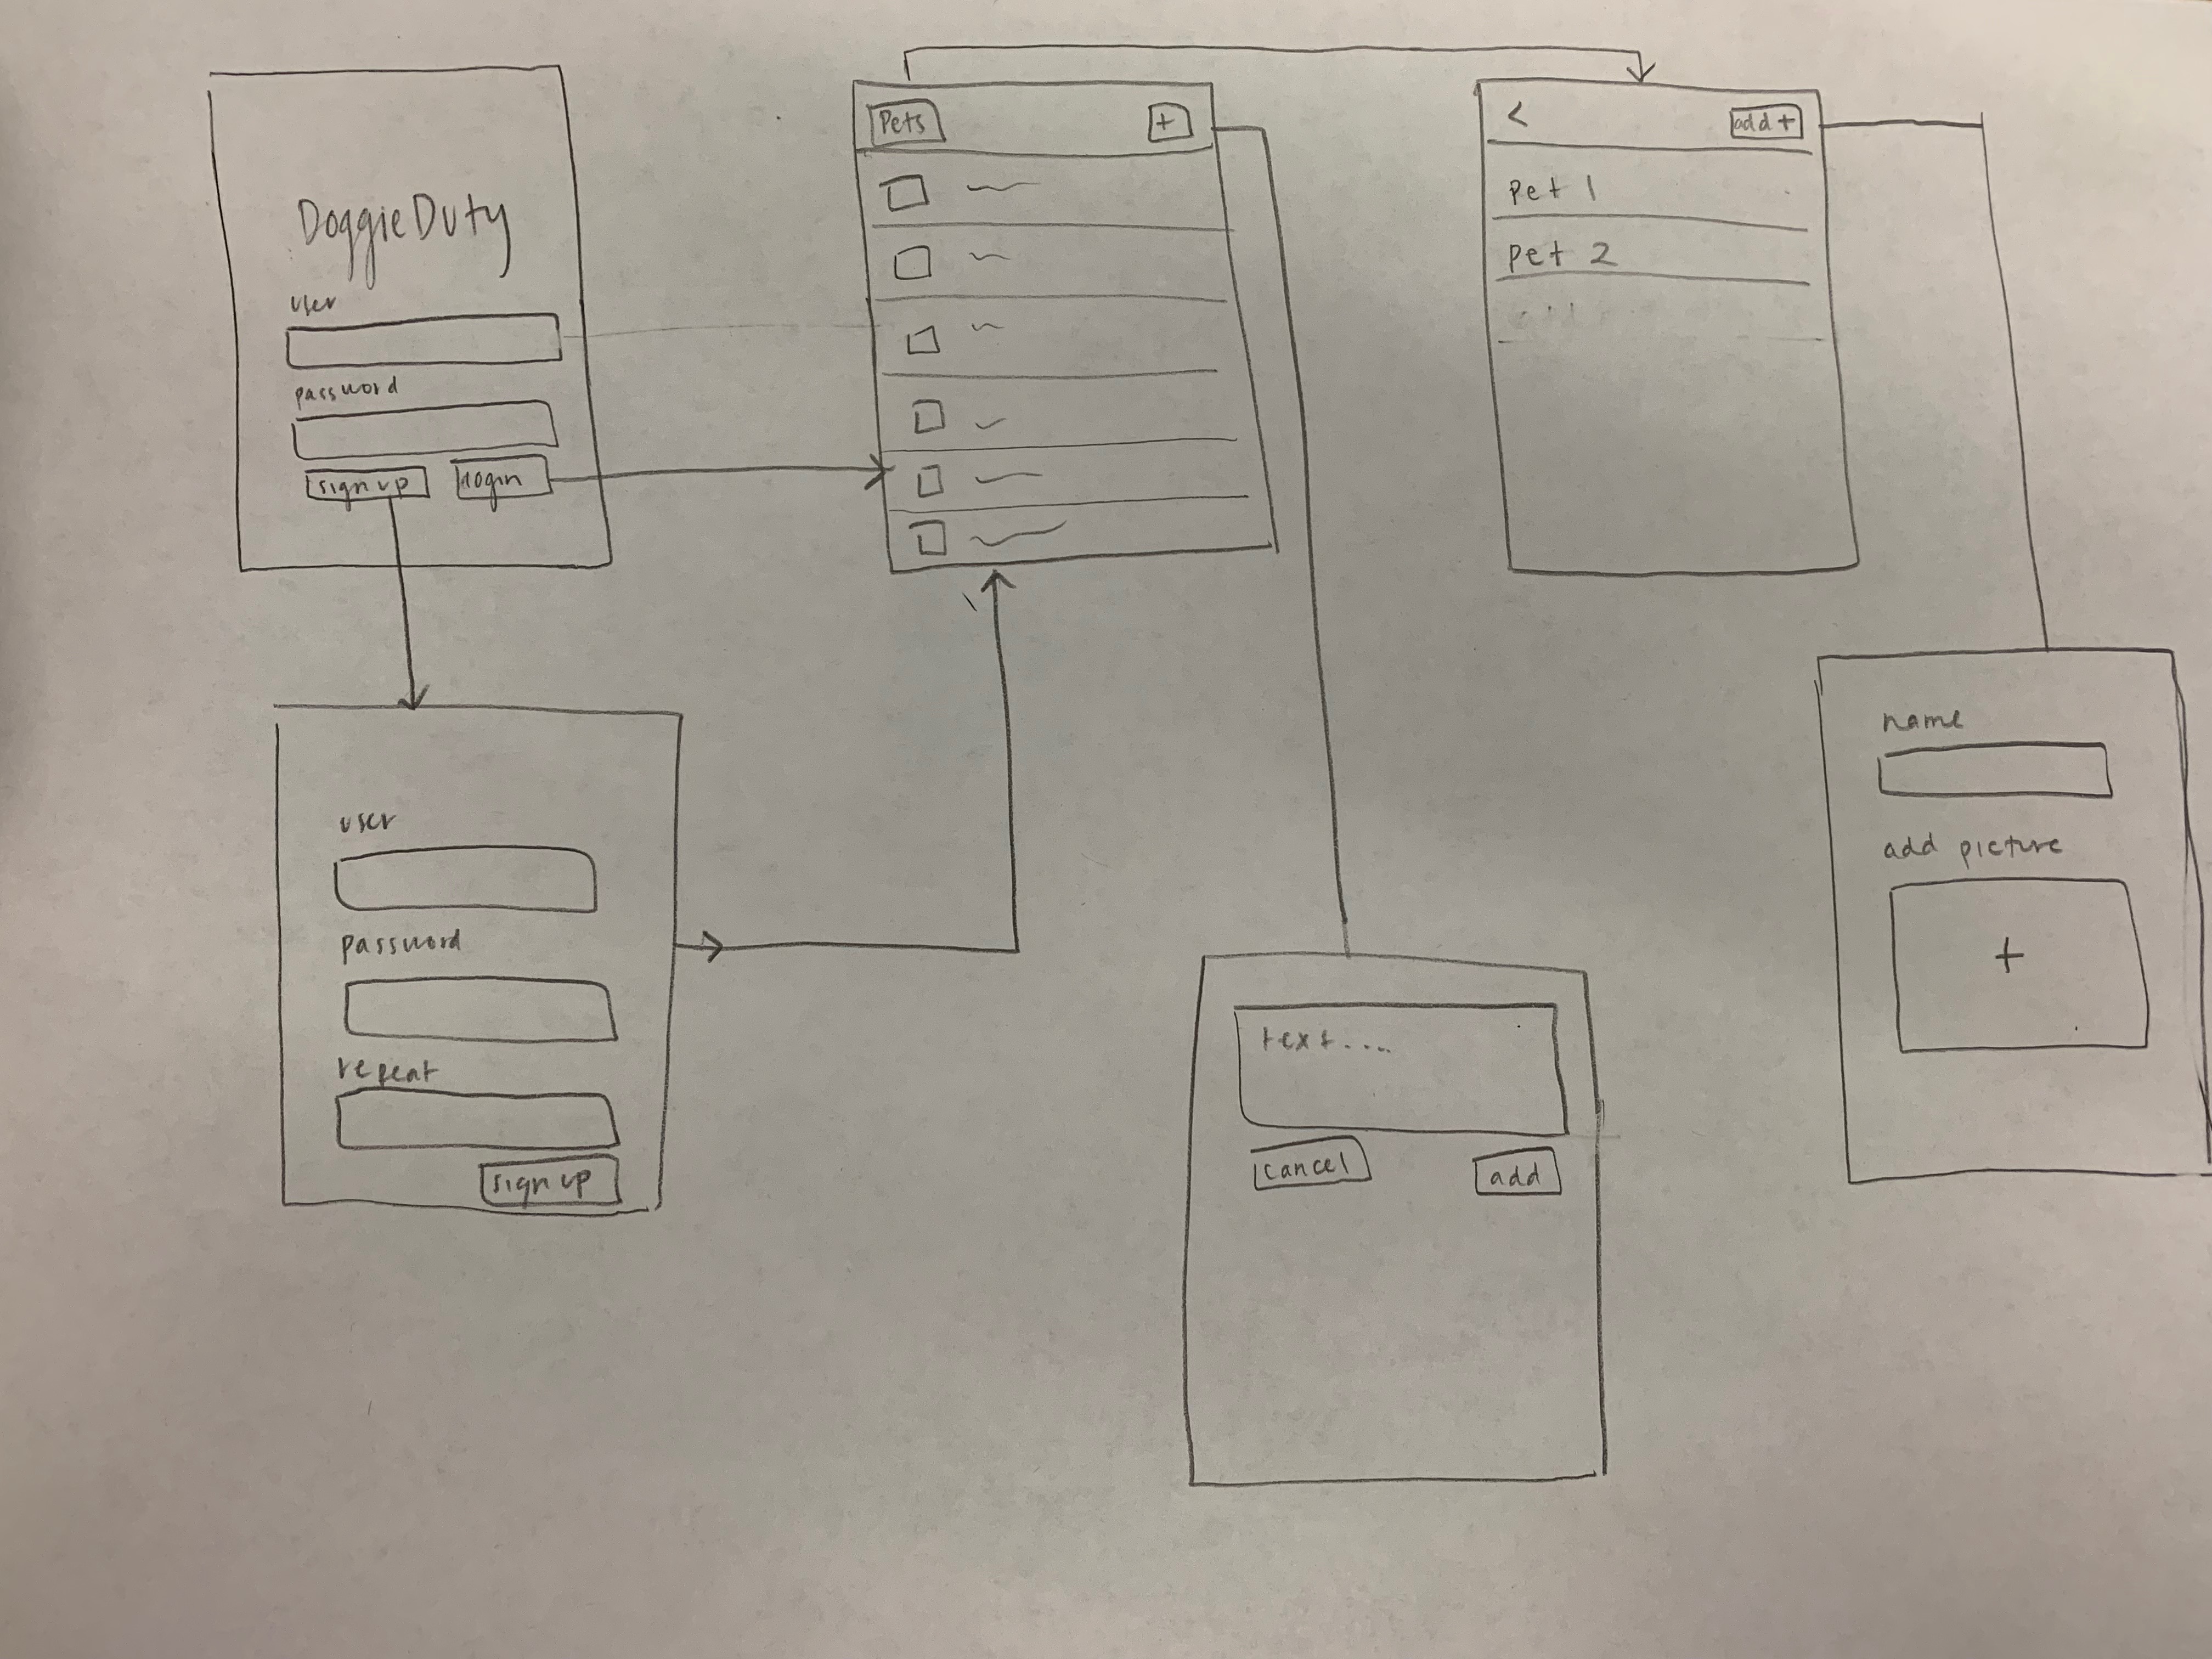 DoggieDuty
user
password
sign up login
Pets +
< add +
pet 1
pet 2
user
password
repeat
sign up
text....
cancel add
name
add picture
+